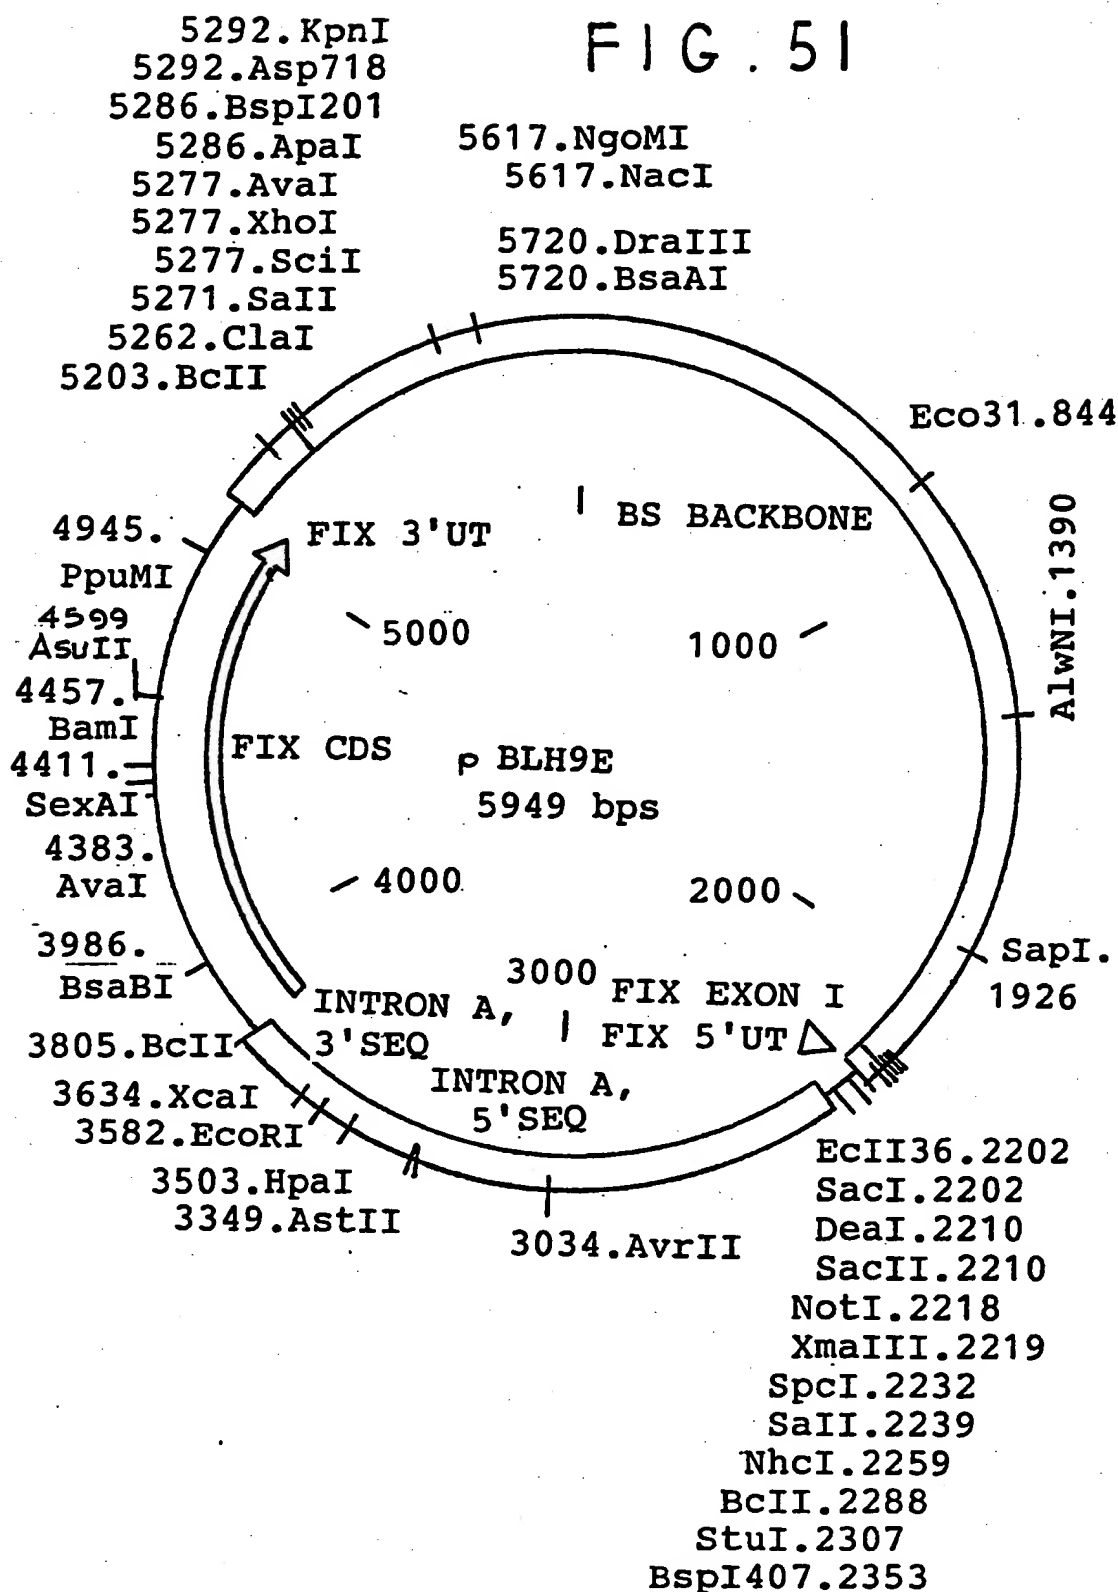 FIG. 51
5292.KpnI
5292.Asp718
5286.BspI201
5286.ApaI
5277.AvaI
5277.XhoI
5277.SciI
5271.SaII
5262.ClaI
5203.BcII
5617.NgoMI
5617.NacI
5720.DraIII
5720.BsaAI
Eco31.844
AlwNI.1390
SapI.
1926
BS BACKBONE
FIX 3'UT
5000
1000
4945.
PpuMI
4599
AsuII
4457.
BamI
4411.
SexAI
4383.
AvaI
3986.
BsaBI
FIX CDS
p BLH9E
5949 bps
4000
2000
3000
FIX EXON I
FIX 5'UT
INTRON A,
3'SEQ
INTRON A,
5'SEQ
3805.BcII
3634.XcaI
3582.EcoRI
3503.HpaI
3349.AstII
3034.AvrII
EcII36.2202
SacI.2202
DeaI.2210
SacII.2210
NotI.2218
XmaIII.2219
SpcI.2232
SaII.2239
NhcI.2259
BcII.2288
StuI.2307
BspI407.2353